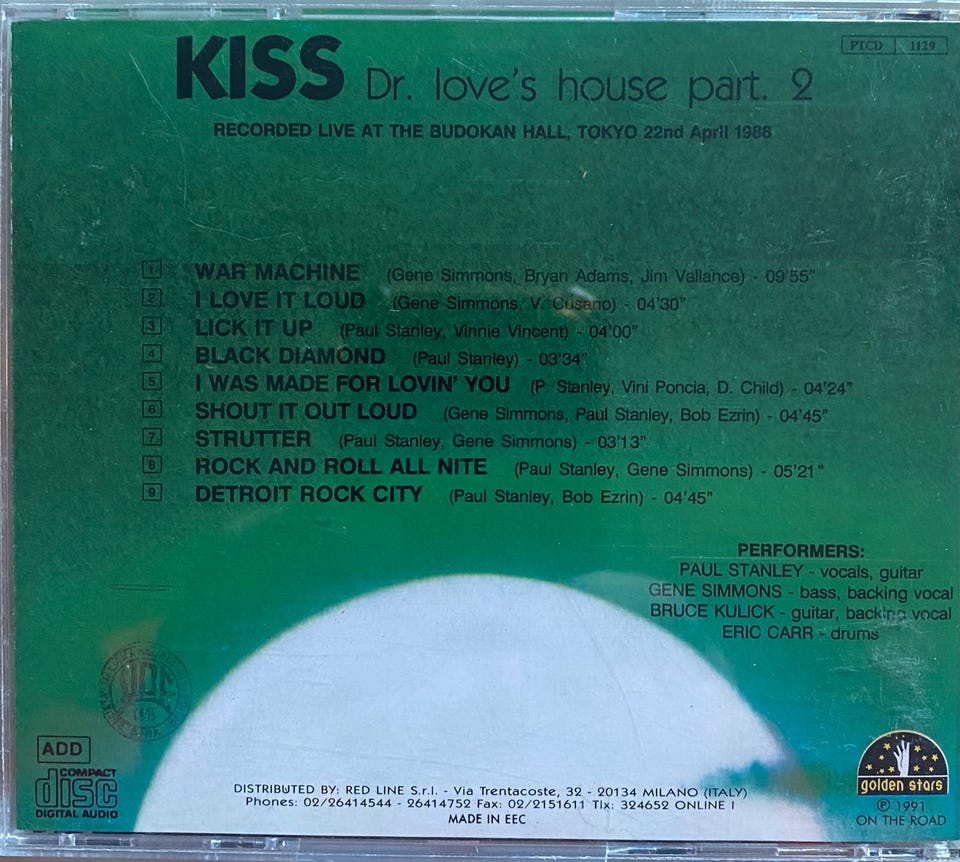 PTCD 1129
KISS Dr. love's house part. 2
RECORDED LIVE AT THE BUDOKAN HALL, TOKYO 22nd April 1988
1 WAR MACHINE (Gene Simmons, Bryan Adams, Jim Vallance) - 09'55"
2 I LOVE IT LOUD (Gene Simmons, V. Cusano) - 04'30"
3 LICK IT UP (Paul Stanley, Vinnie Vincent) - 04'00"
4 BLACK DIAMOND (Paul Stanley) - 03'34"
5 I WAS MADE FOR LOVIN' YOU (P. Stanley, Vini Poncia, D. Child) - 04'24"
6 SHOUT IT OUT LOUD (Gene Simmons, Paul Stanley, Bob Ezrin) - 04'45"
7 STRUTTER (Paul Stanley, Gene Simmons) - 03'13"
8 ROCK AND ROLL ALL NITE (Paul Stanley, Gene Simmons) - 05'21"
9 DETROIT ROCK CITY (Paul Stanley, Bob Ezrin) - 04'45"
PERFORMERS:
PAUL STANLEY - vocals, guitar
GENE SIMMONS - bass, backing vocal
BRUCE KULICK - guitar, backing vocal
ERIC CARR - drums
ADD
COMPACT
disc
DIGITAL AUDIO
DISTRIBUTED BY: RED LINE S.r.l. - Via Trentacoste, 32 - 20134 MILANO (ITALY)
Phones: 02/26414544 - 26414752 Fax: 02/2151611 Tlx: 324652 ONLINE I
MADE IN EEC
golden stars
℗ 1991
ON THE ROAD